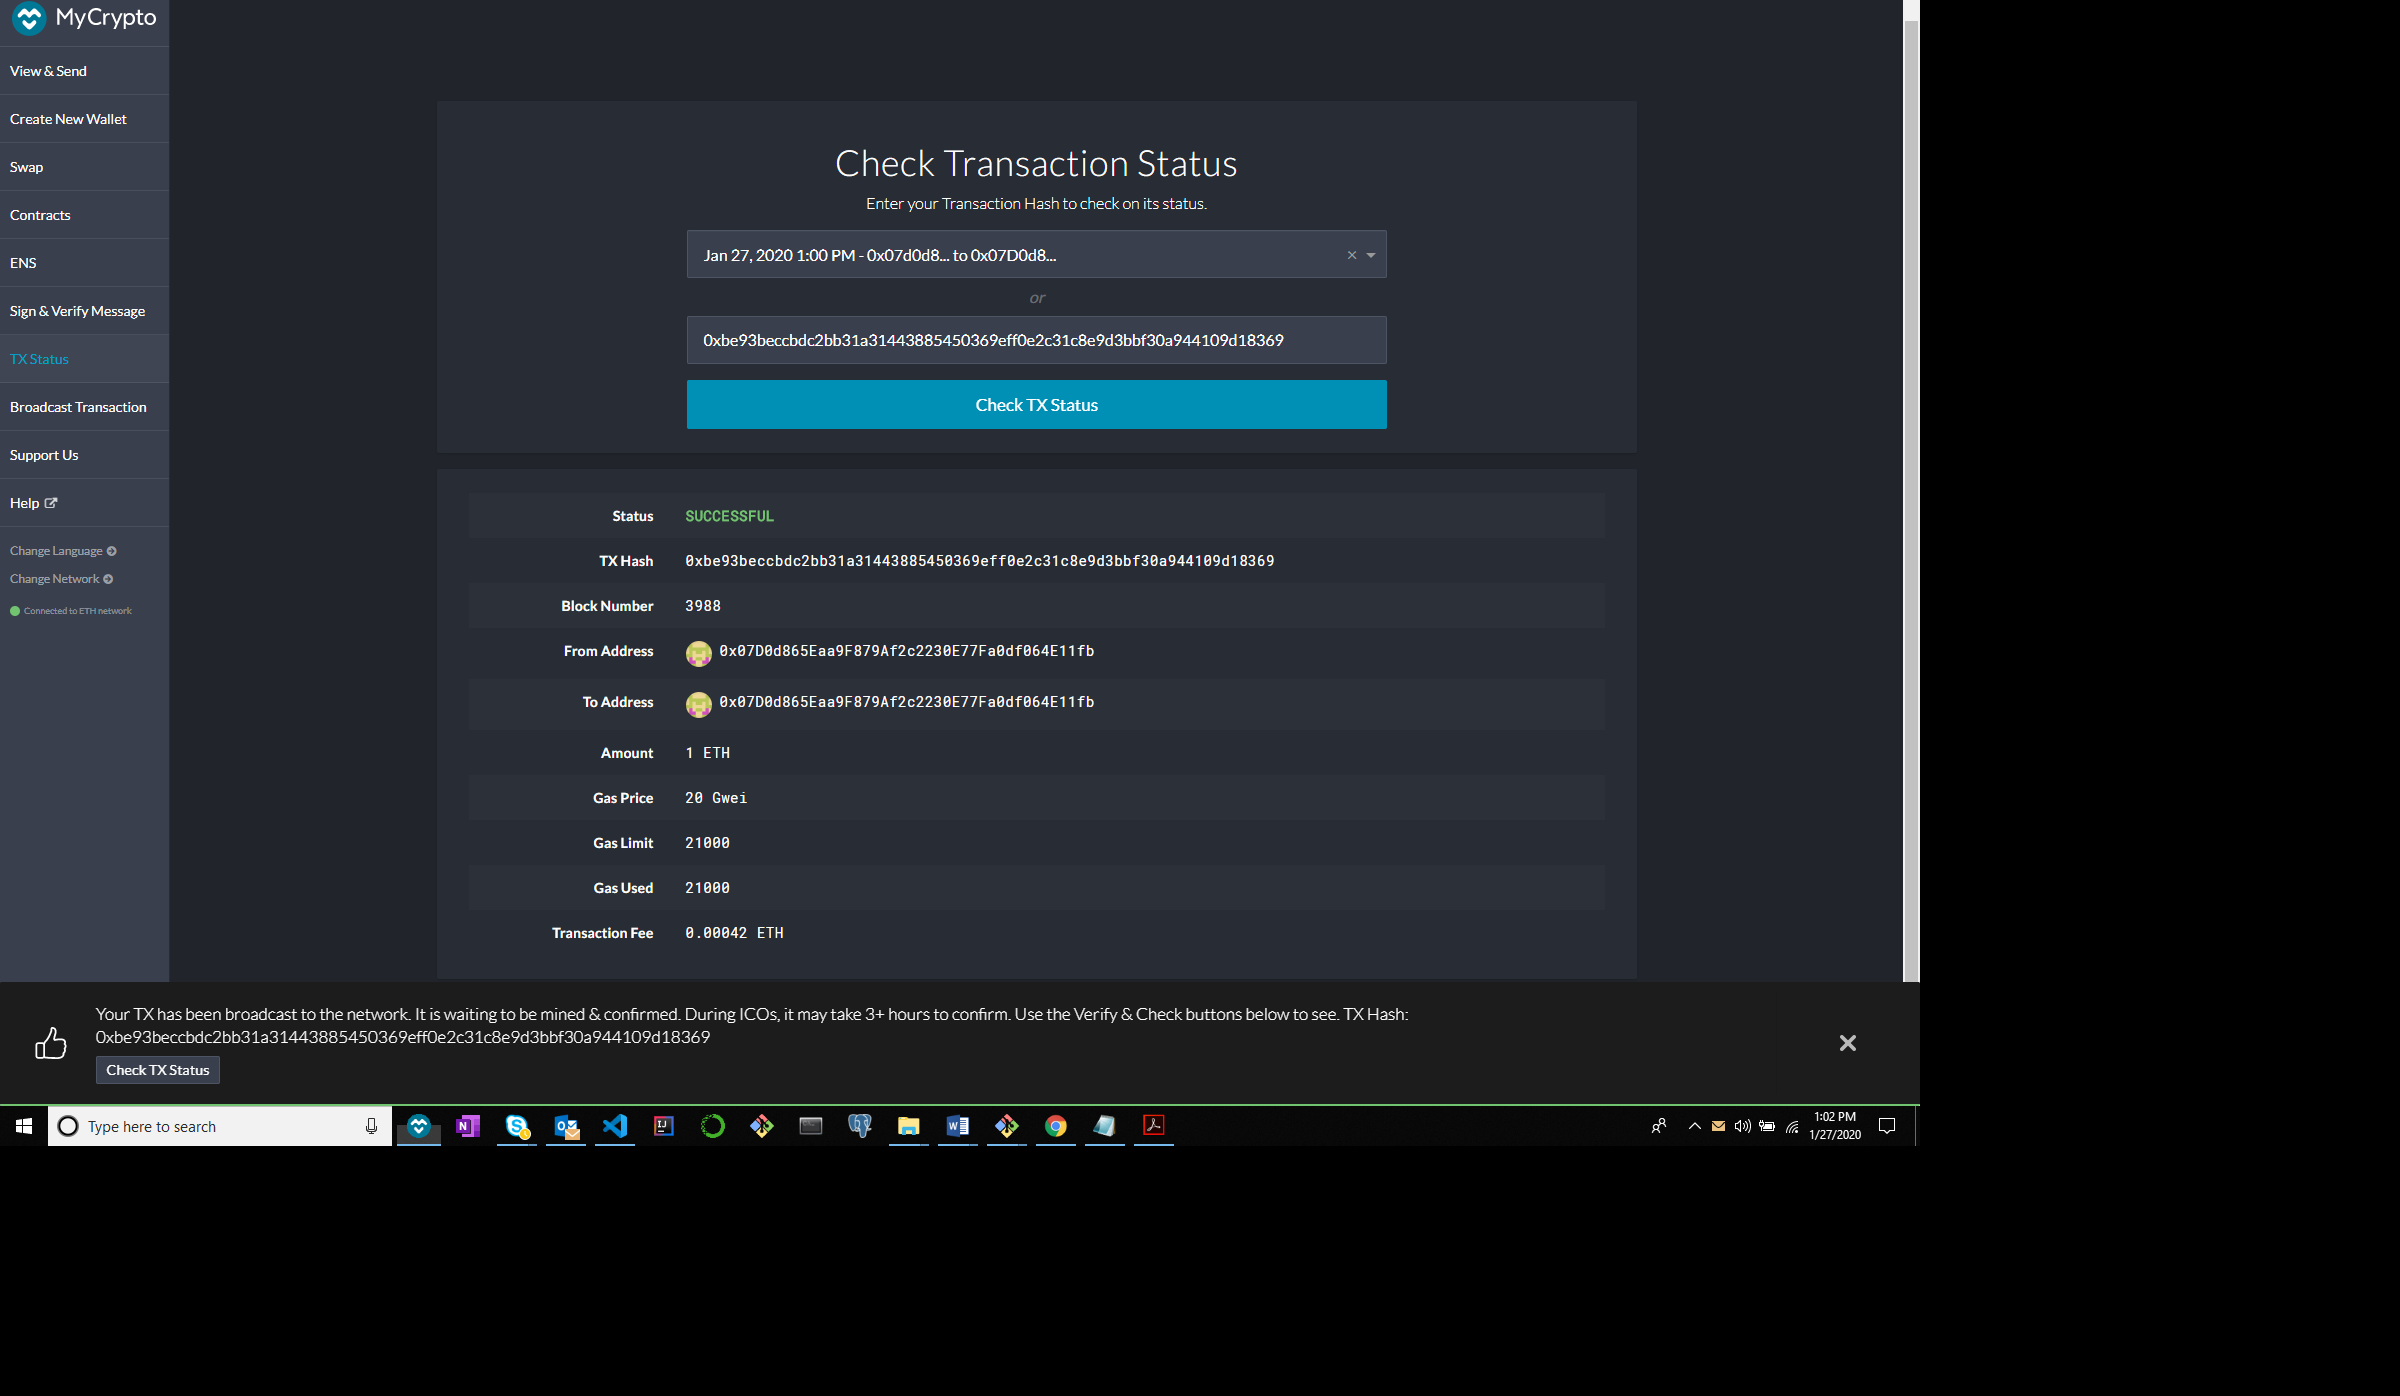 MyCrypto
View & Send
Create New Wallet
Swap
Contracts
ENS
Sign & Verify Message
TX Status
Broadcast Transaction
Support Us
Help
Change Language
Change Network
Connected to ETH network
Check Transaction Status
Enter your Transaction Hash to check on its status.
Jan 27, 2020 1:00 PM - 0x07d0d8... to 0x07D0d8...
or
0xbe93beccbdc2bb31a31443885450369eff0e2c31c8e9d3bbf30a944109d18369
Check TX Status
Status SUCCESSFUL
TX Hash 0xbe93beccbdc2bb31a31443885450369eff0e2c31c8e9d3bbf30a944109d18369
Block Number 3988
From Address 0x07D0d865Eaa9F879Af2c2230E77Fa0df064E11fb
To Address 0x07D0d865Eaa9F879Af2c2230E77Fa0df064E11fb
Amount 1 ETH
Gas Price 20 Gwei
Gas Limit 21000
Gas Used 21000
Transaction Fee 0.00042 ETH
Your TX has been broadcast to the network. It is waiting to be mined & confirmed. During ICOs, it may take 3+ hours to confirm. Use the Verify & Check buttons below to see. TX Hash:
0xbe93beccbdc2bb31a31443885450369eff0e2c31c8e9d3bbf30a944109d18369
Check TX Status
Type here to search
1:02 PM
1/27/2020